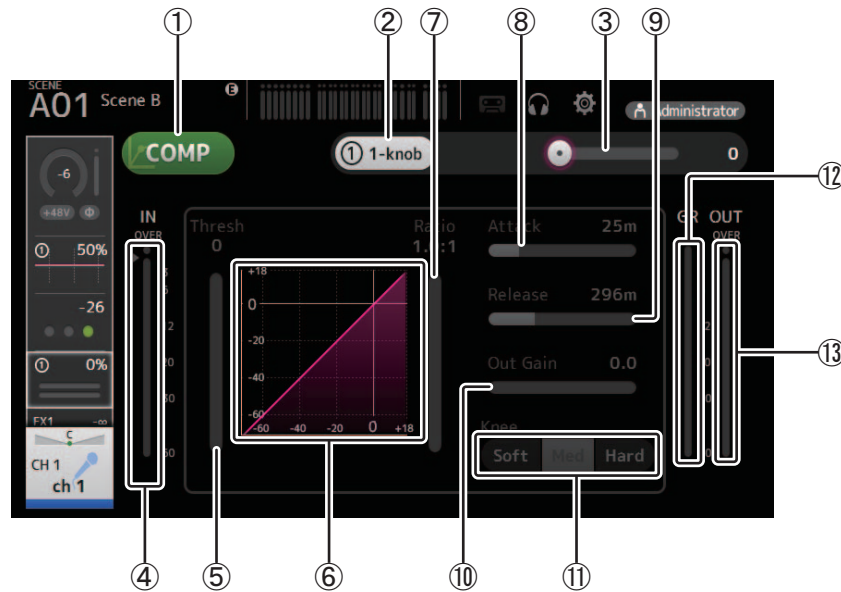 ① ② ⑦ ⑧ ③ ⑨
SCENE
A01 Scene B E
Administrator
COMP ① 1-knob 0
⑫
-6
+48V Φ
IN
OVER
Thresh
0
Ratio
Attack 25m
GR OUT
OVER
① 50%
+18
0
-20
-40
-60
-60 -40 -20 0 +18
Release 296m
-26
⑬
① 0%
Out Gain 0.0
FX1 -∞
Knee
Soft Med Hard
C
CH 1
ch 1
④ ⑤ ⑥ ⑩ ⑪